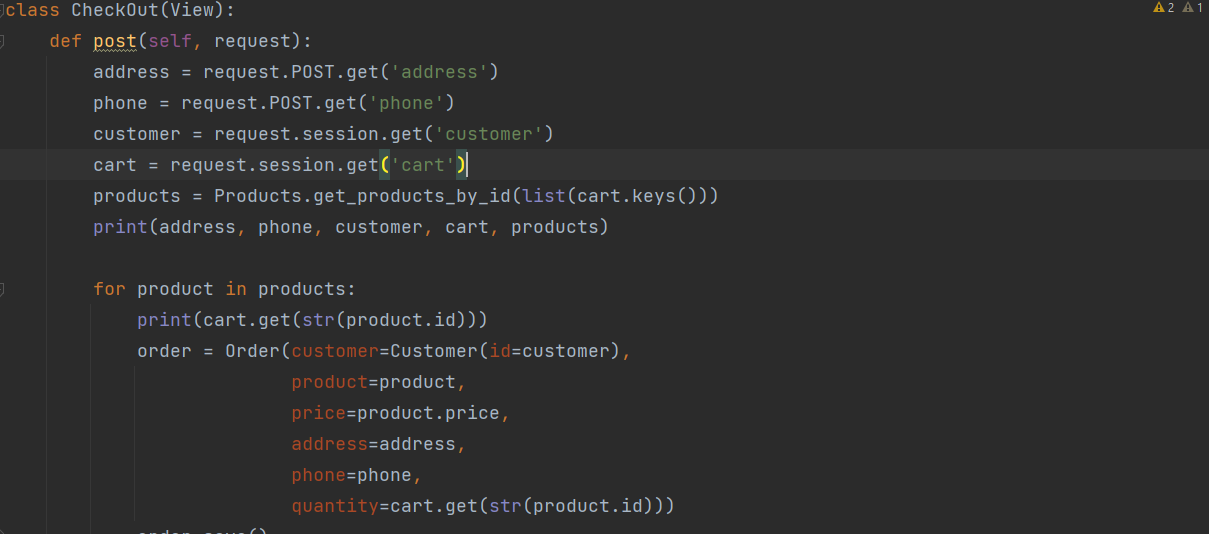 2 1
class CheckOut(View):
    def post(self, request):
        address = request.POST.get('address')
        phone = request.POST.get('phone')
        customer = request.session.get('customer')
        cart = request.session.get('cart')
        products = Products.get_products_by_id(list(cart.keys()))
        print(address, phone, customer, cart, products)

        for product in products:
            print(cart.get(str(product.id)))
            order = Order(customer=Customer(id=customer),
                          product=product,
                          price=product.price,
                          address=address,
                          phone=phone,
                          quantity=cart.get(str(product.id)))